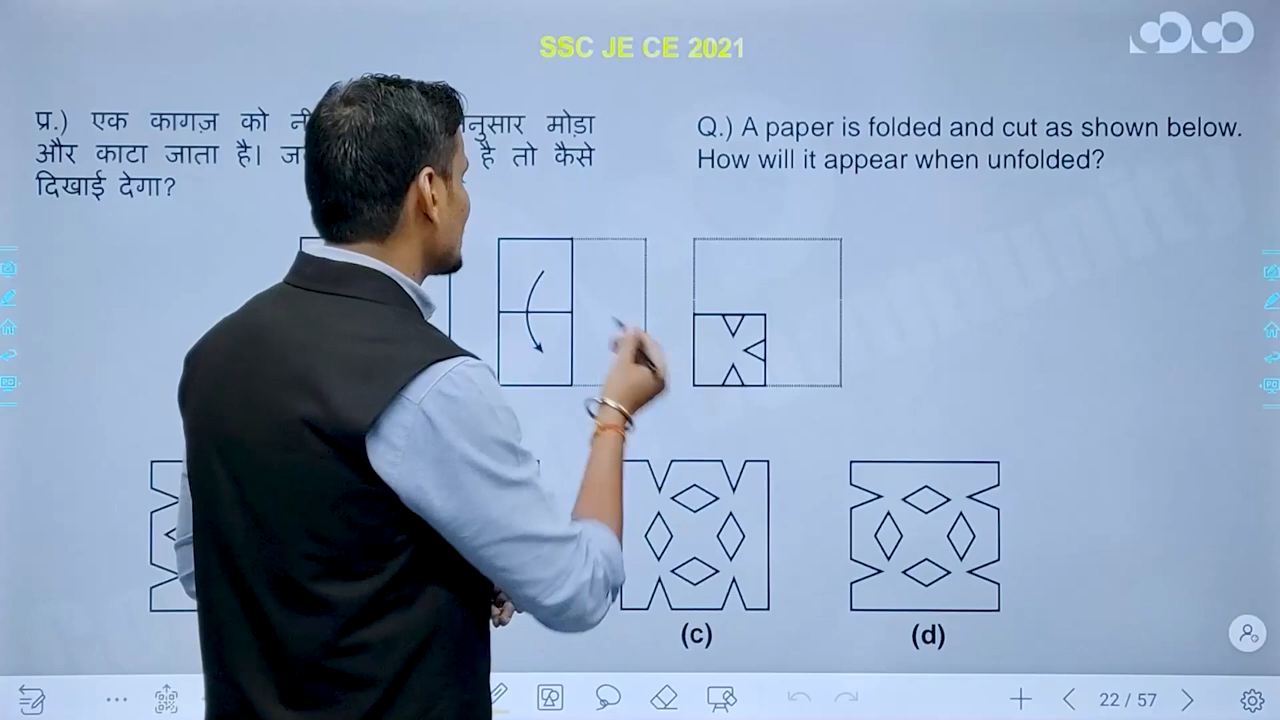 SSC JE CE 2021
प्र.) एक कागज़ को मोड़ा
और काटा जाता है। है तो कैसे
दिखाई देगा?
Q.) A paper is folded and cut as shown below.
How will it appear when unfolded?
(c) (d)
22 / 57